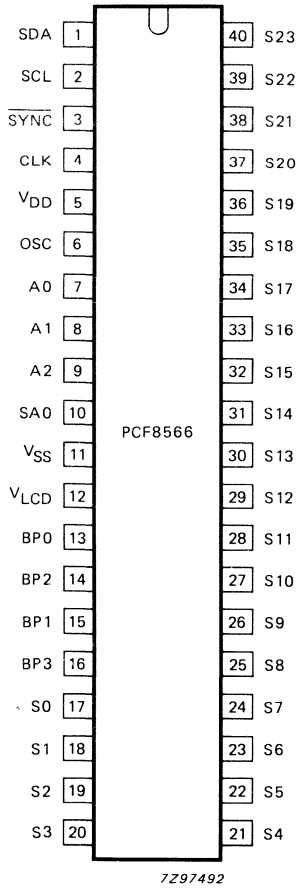 SDA 1 40 S23
SCL 2 39 S22
SYNC 3 38 S21
CLK 4 37 S20
VDD 5 36 S19
OSC 6 35 S18
A0 7 34 S17
A1 8 33 S16
A2 9 32 S15
SA0 10 31 S14
PCF8566
VSS 11 30 S13
VLCD 12 29 S12
BP0 13 28 S11
BP2 14 27 S10
BP1 15 26 S9
BP3 16 25 S8
S0 17 24 S7
S1 18 23 S6
S2 19 22 S5
S3 20 21 S4
7Z97492